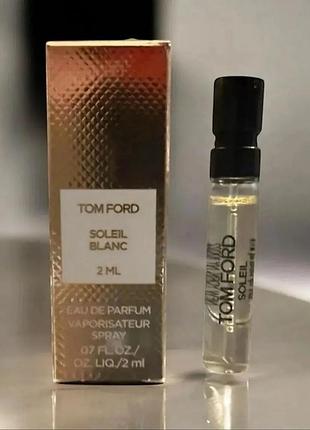 TOM FORD
SOLEIL
BLANC
2 ML
EAU DE PARFUM
VAPORISATEUR
SPRAY
07 FL.OZ./
OZ. LIQ./2 ml
TOM FORD
SOLEIL